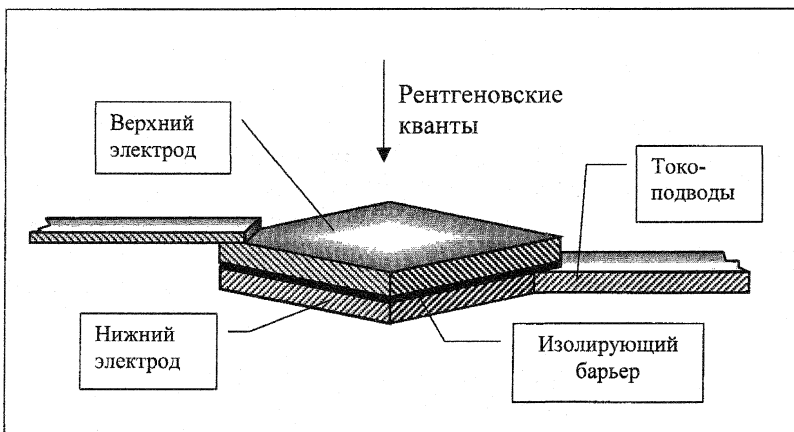 Рентгеновские
кванты
Верхний
электрод
Токо-
подводы
Нижний
электрод
Изолирующий
барьер